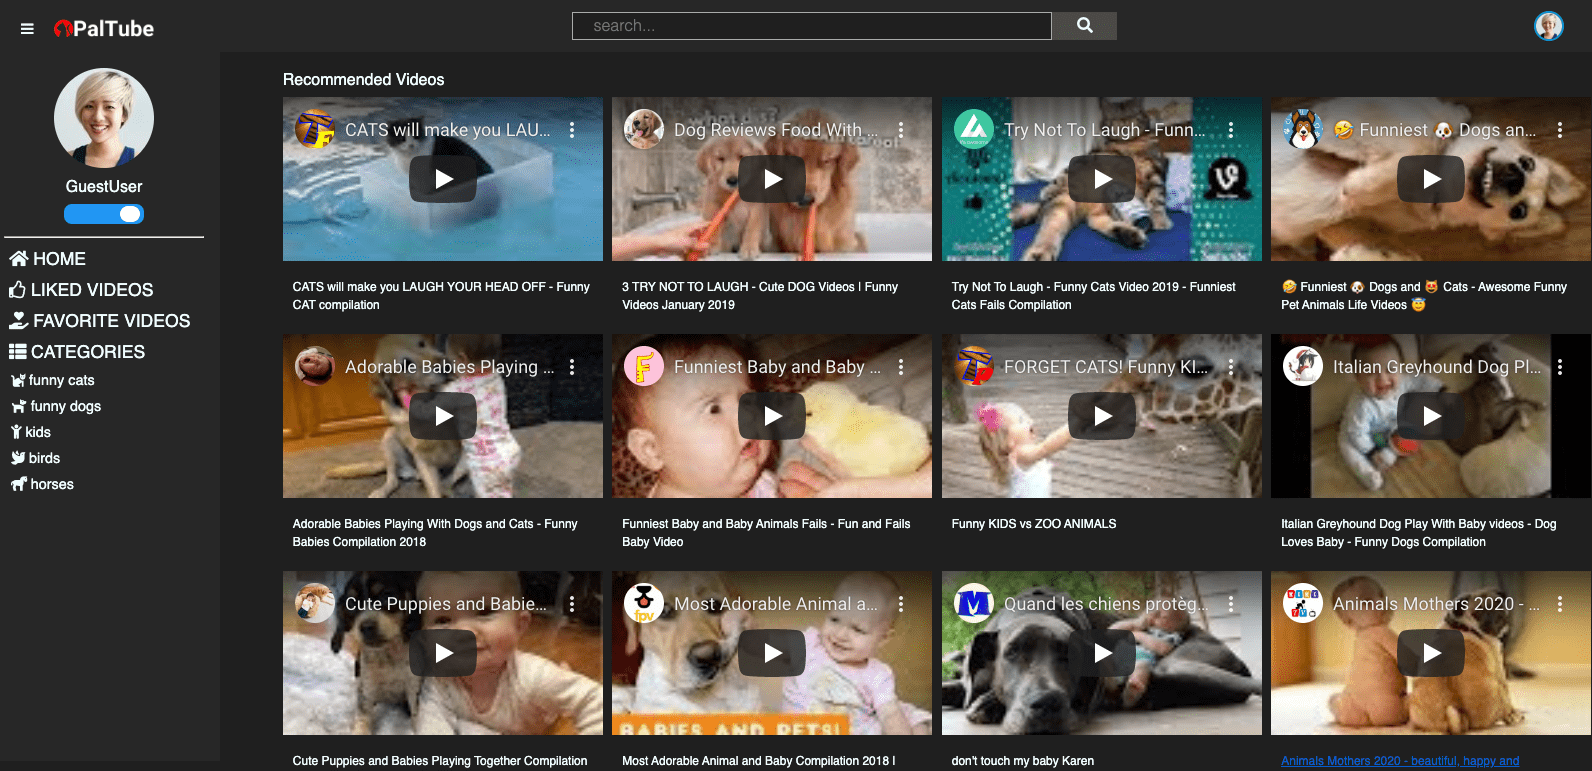 PalTube
search...
GuestUser
HOME
LIKED VIDEOS
FAVORITE VIDEOS
CATEGORIES
funny cats
funny dogs
kids
birds
horses
Recommended Videos
CATS will make you LAU...
Dog Reviews Food With ...
Try Not To Laugh - Funn...
🤣 Funniest 🐶 Dogs an...
CATS will make you LAUGH YOUR HEAD OFF - Funny
CAT compilation
3 TRY NOT TO LAUGH - Cute DOG Videos | Funny
Videos January 2019
Try Not To Laugh - Funny Cats Video 2019 - Funniest
Cats Fails Compilation
🤣 Funniest 🐶 Dogs and 😻 Cats - Awesome Funny
Pet Animals Life Videos 😇
Adorable Babies Playing ...
Funniest Baby and Baby ...
FORGET CATS! Funny KI...
Italian Greyhound Dog Pl...
Adorable Babies Playing With Dogs and Cats - Funny
Babies Compilation 2018
Funniest Baby and Baby Animals Fails - Fun and Fails
Baby Video
Funny KIDS vs ZOO ANIMALS
Italian Greyhound Dog Play With Baby videos - Dog
Loves Baby - Funny Dogs Compilation
Cute Puppies and Babie...
Most Adorable Animal a...
fpv
Quand les chiens protèg...
Animals Mothers 2020 - ...
BABIES AND PETS!
Cute Puppies and Babies Playing Together Compilation
Most Adorable Animal and Baby Compilation 2018 |
don't touch my baby Karen
Animals Mothers 2020 - beautiful, happy and